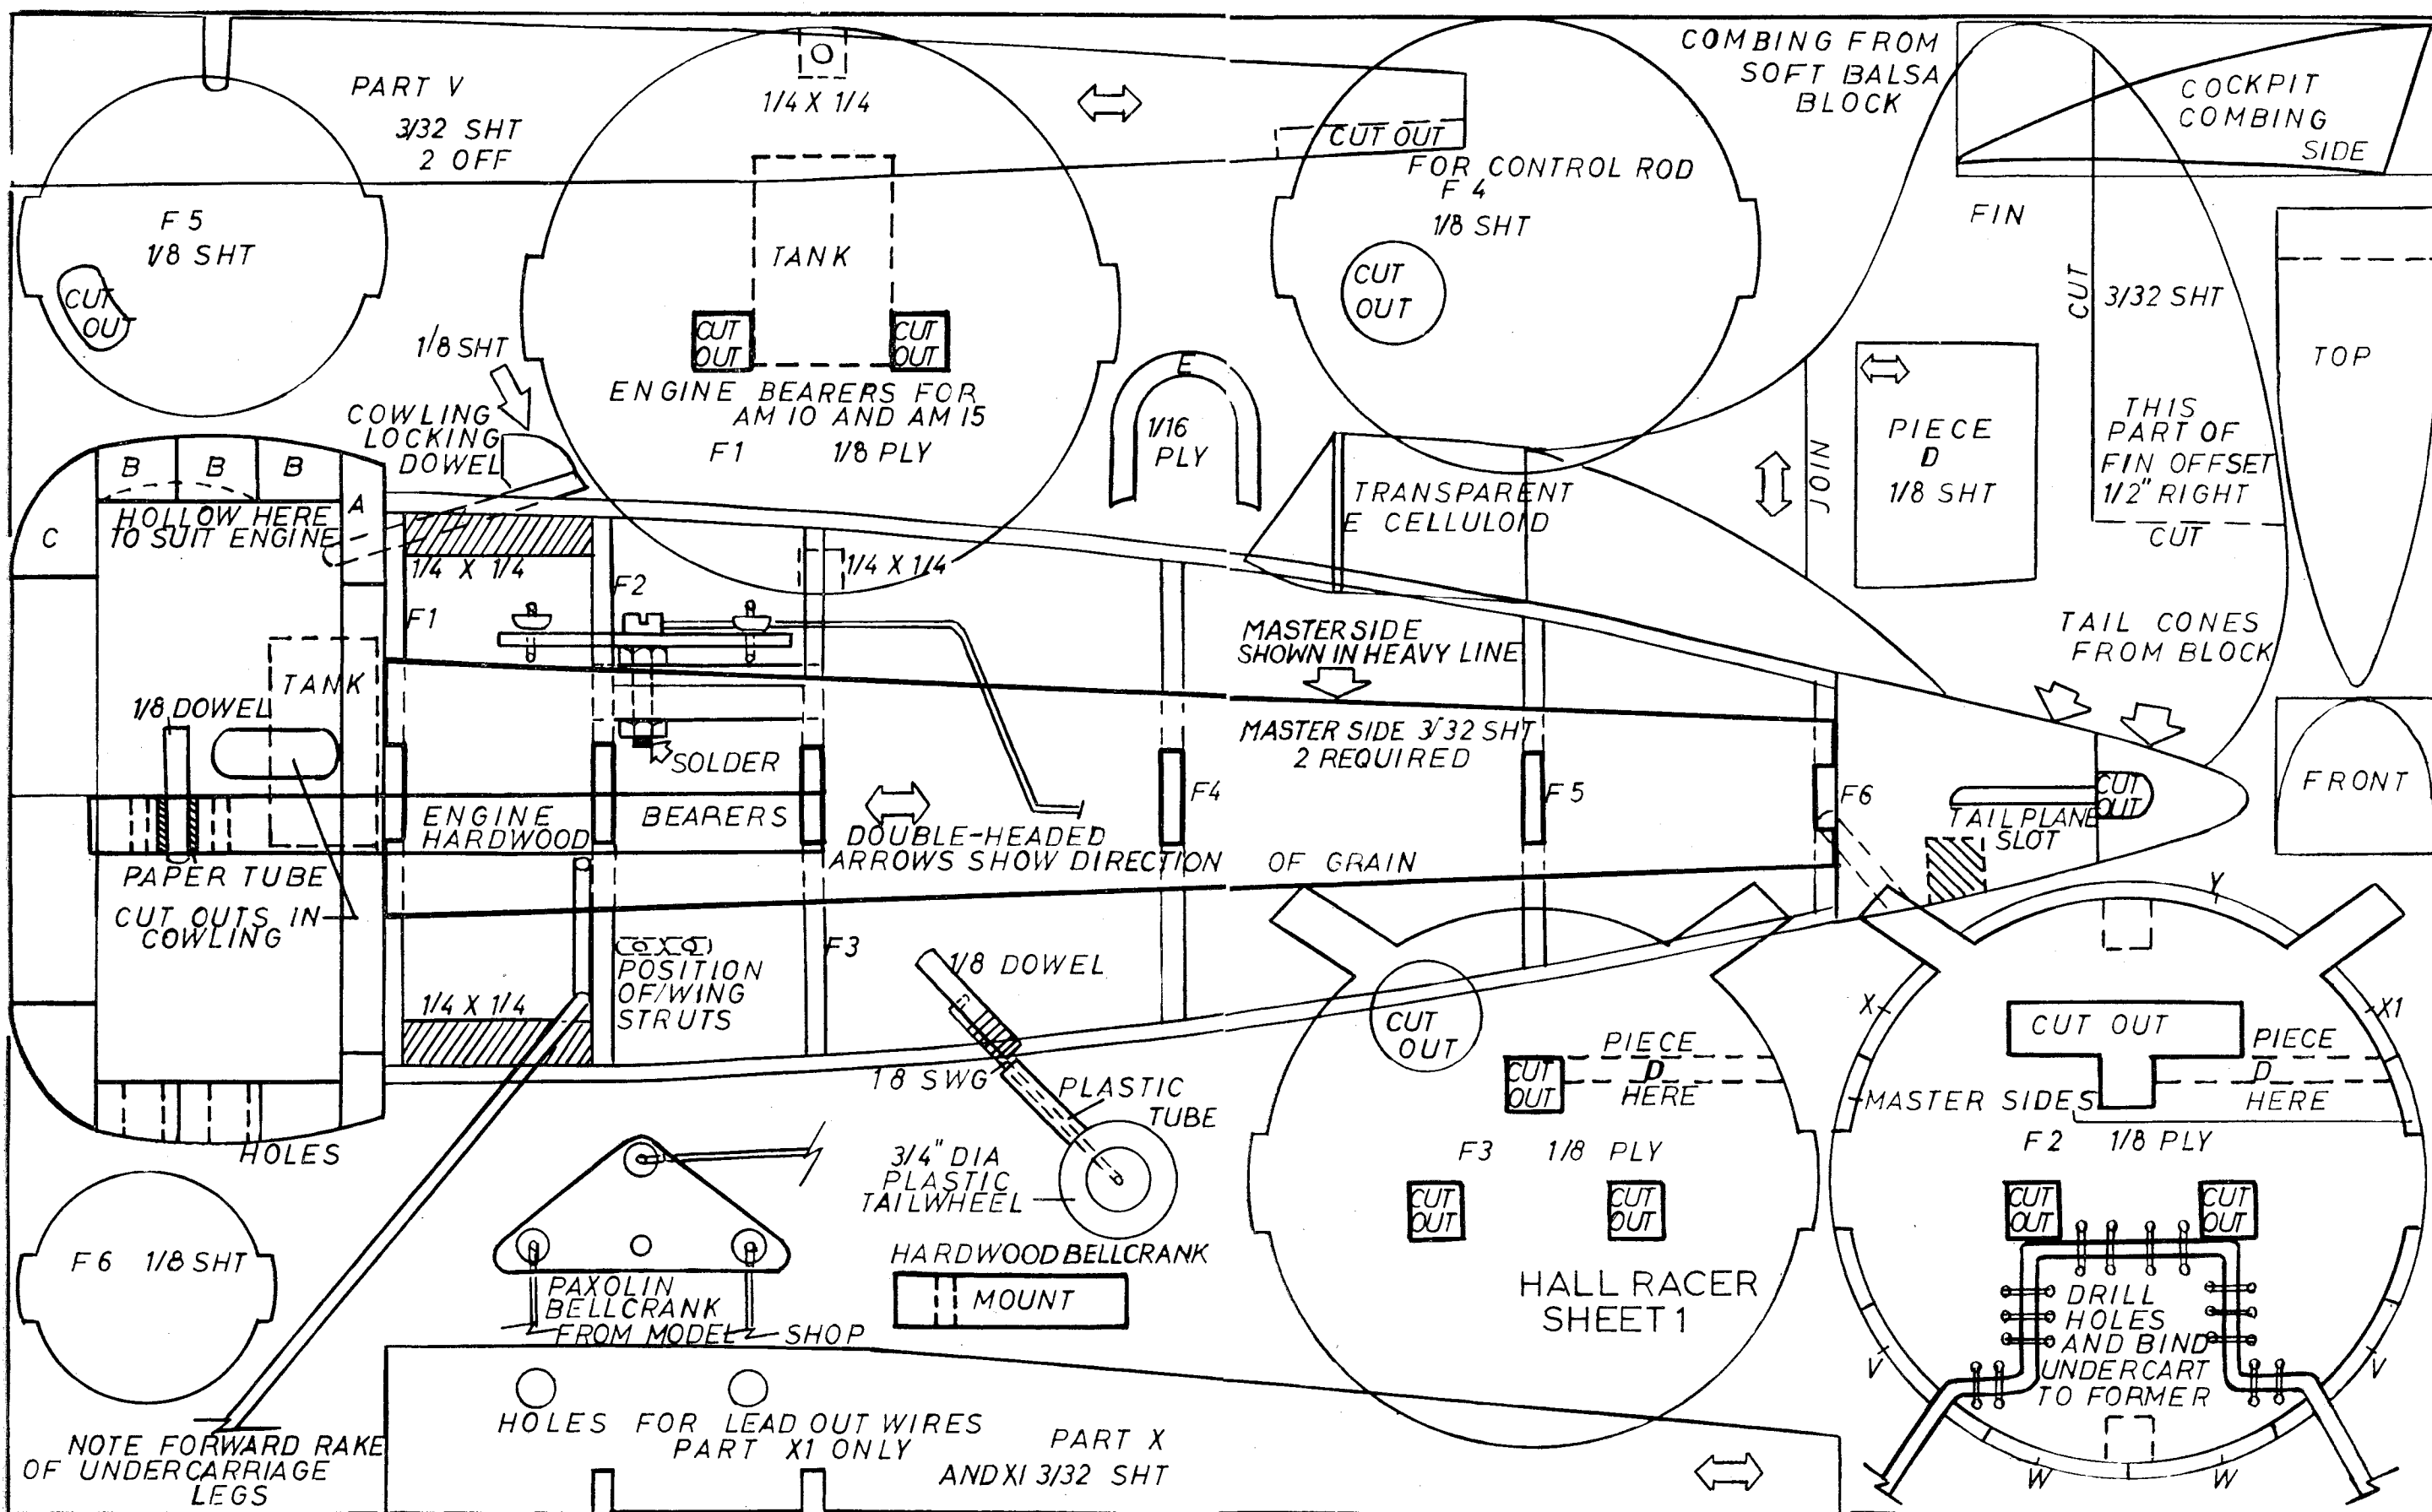 PART V
3/32 SHT
2 OFF
1/4 X 1/4
CUT OUT
FOR CONTROL ROD
F 4
1/8 SHT
CUT
OUT
COMBING FROM
SOFT BALSA
BLOCK
COCKPIT
COMBING
SIDE
F 5
1/8 SHT
CUT
OUT
TANK
CUT
OUT
CUT
OUT
ENGINE BEARERS FOR
AM 10 AND AM 15
F1 1/8 PLY
FIN
CUT
3/32 SHT
TOP
1/8 SHT
COWLING
LOCKING
DOWEL
E
1/16
PLY
JOIN
PIECE
D
1/8 SHT
THIS
PART OF
FIN OFFSET
1/2" RIGHT
CUT
B B B
A
C
HOLLOW HERE
TO SUIT ENGINE
1/4 X 1/4
F1
F2
1/4 X 1/4
TRANSPARENT
E CELLULOID
TANK
1/8 DOWEL
SOLDER
MASTER SIDE
SHOWN IN HEAVY LINE
MASTER SIDE 3/32 SHT
2 REQUIRED
TAIL CONES
FROM BLOCK
FRONT
ENGINE BEARERS
HARDWOOD
F4
F5
F6
CUT
OUT
TAILPLANE
SLOT
DOUBLE-HEADED
ARROWS SHOW DIRECTION OF GRAIN
PAPER TUBE
CUT OUTS IN
COWLING
POSITION
OF/WING
STRUTS
F3
1/4 X 1/4
HOLES
1/8 DOWEL
18 SWG
PLASTIC
TUBE
3/4" DIA
PLASTIC
TAILWHEEL
CUT
OUT
CUT
OUT
PIECE
D
HERE
F3 1/8 PLY
CUT
OUT
CUT
OUT
Y
X
X1
CUT OUT
PIECE
D
HERE
MASTER SIDES
F2 1/8 PLY
CUT
OUT
CUT
OUT
DRILL
HOLES
AND BIND
UNDERCART
TO FORMER
V
V
W
W
F 6 1/8 SHT
PAXOLIN
BELLCRANK
FROM MODEL SHOP
HARDWOOD BELLCRANK
MOUNT
HALL RACER
SHEET 1
NOTE FORWARD RAKE
OF UNDERCARRIAGE
LEGS
HOLES FOR LEAD OUT WIRES
PART X1 ONLY
PART X
AND X1 3/32 SHT